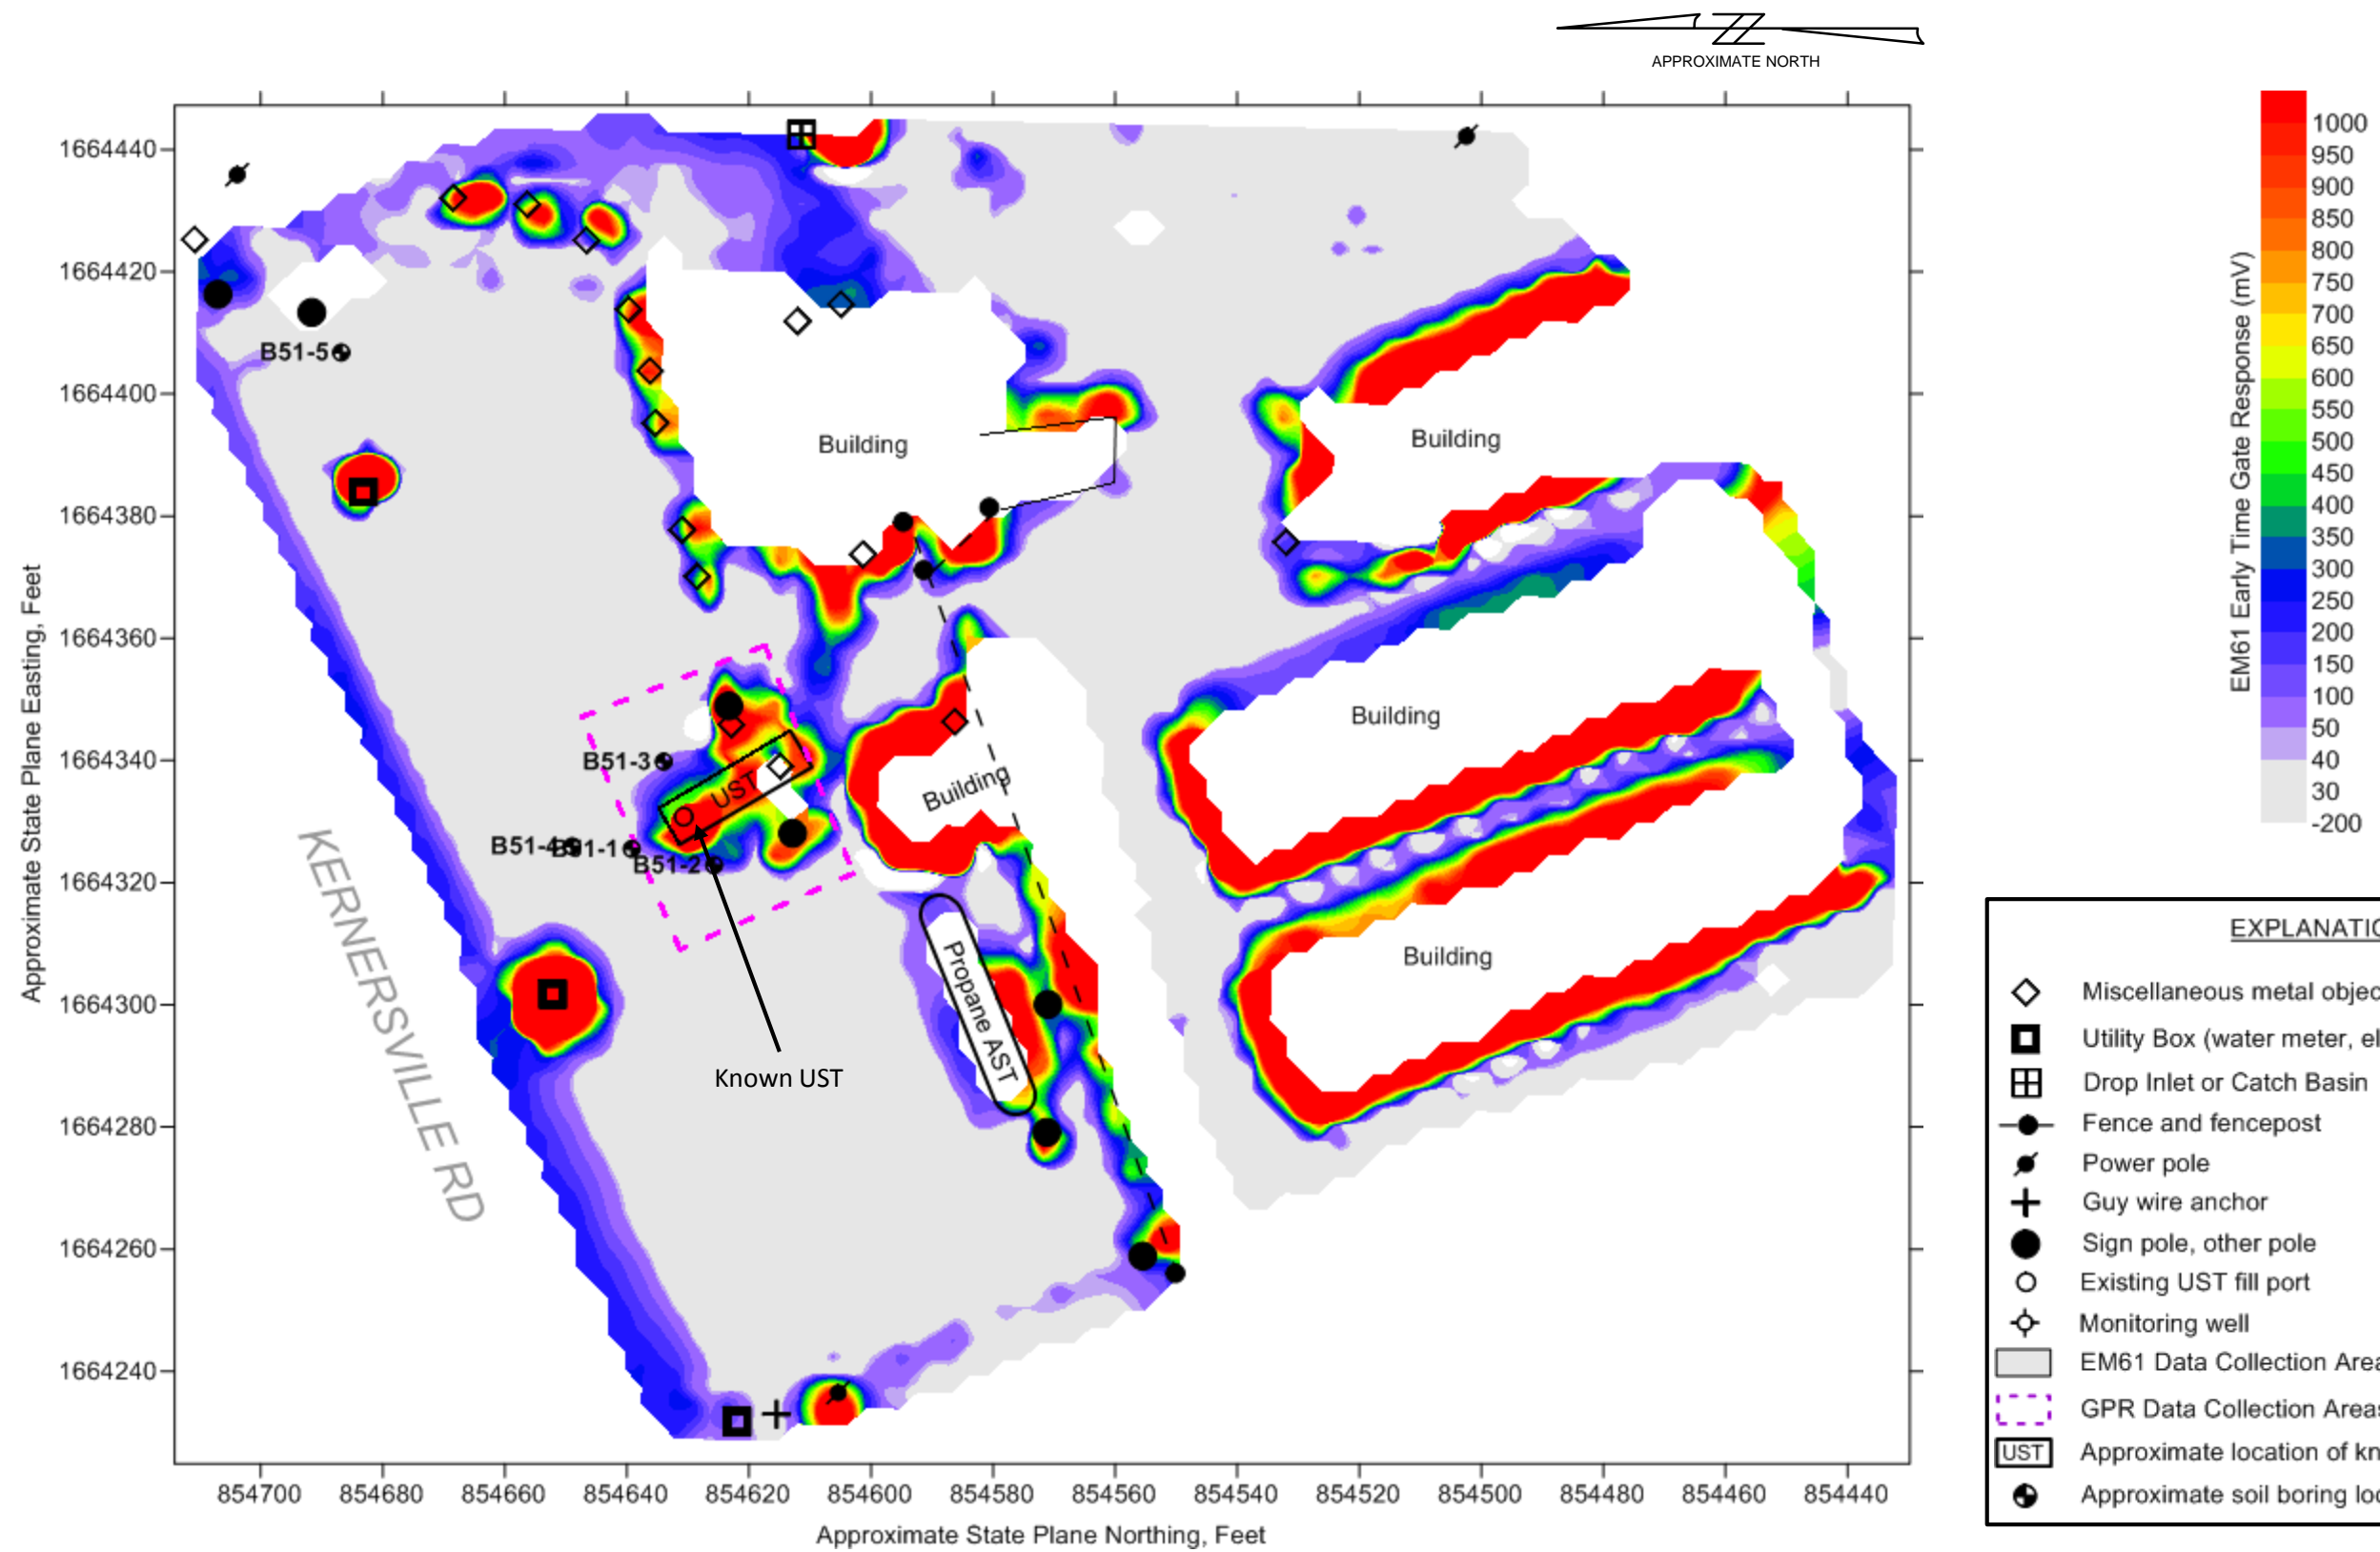 APPROXIMATE NORTH
1664440
1664420
1664400
1664380
1664360
1664340
1664320
1664300
1664280
1664260
1664240
Approximate State Plane Easting, Feet
854700 854680 854660 854640 854620 854600 854580 854560 854540 854520 854500 854480 854460 854440
Approximate State Plane Northing, Feet
B51-5
Building
Building
Building
B51-3
UST
Building
B51-4
B51-1
B51-2
KERNERSVILLE RD
Propane AST
Building
Known UST
EM61 Early Time Gate Response (mV)
1000
950
900
850
800
750
700
650
600
550
500
450
400
350
300
250
200
150
100
50
40
30
-200
EXPLANATIO
Miscellaneous metal objec
Utility Box (water meter, el
Drop Inlet or Catch Basin
Fence and fencepost
Power pole
Guy wire anchor
Sign pole, other pole
Existing UST fill port
Monitoring well
EM61 Data Collection Area
GPR Data Collection Areas
UST Approximate location of kn
Approximate soil boring loc